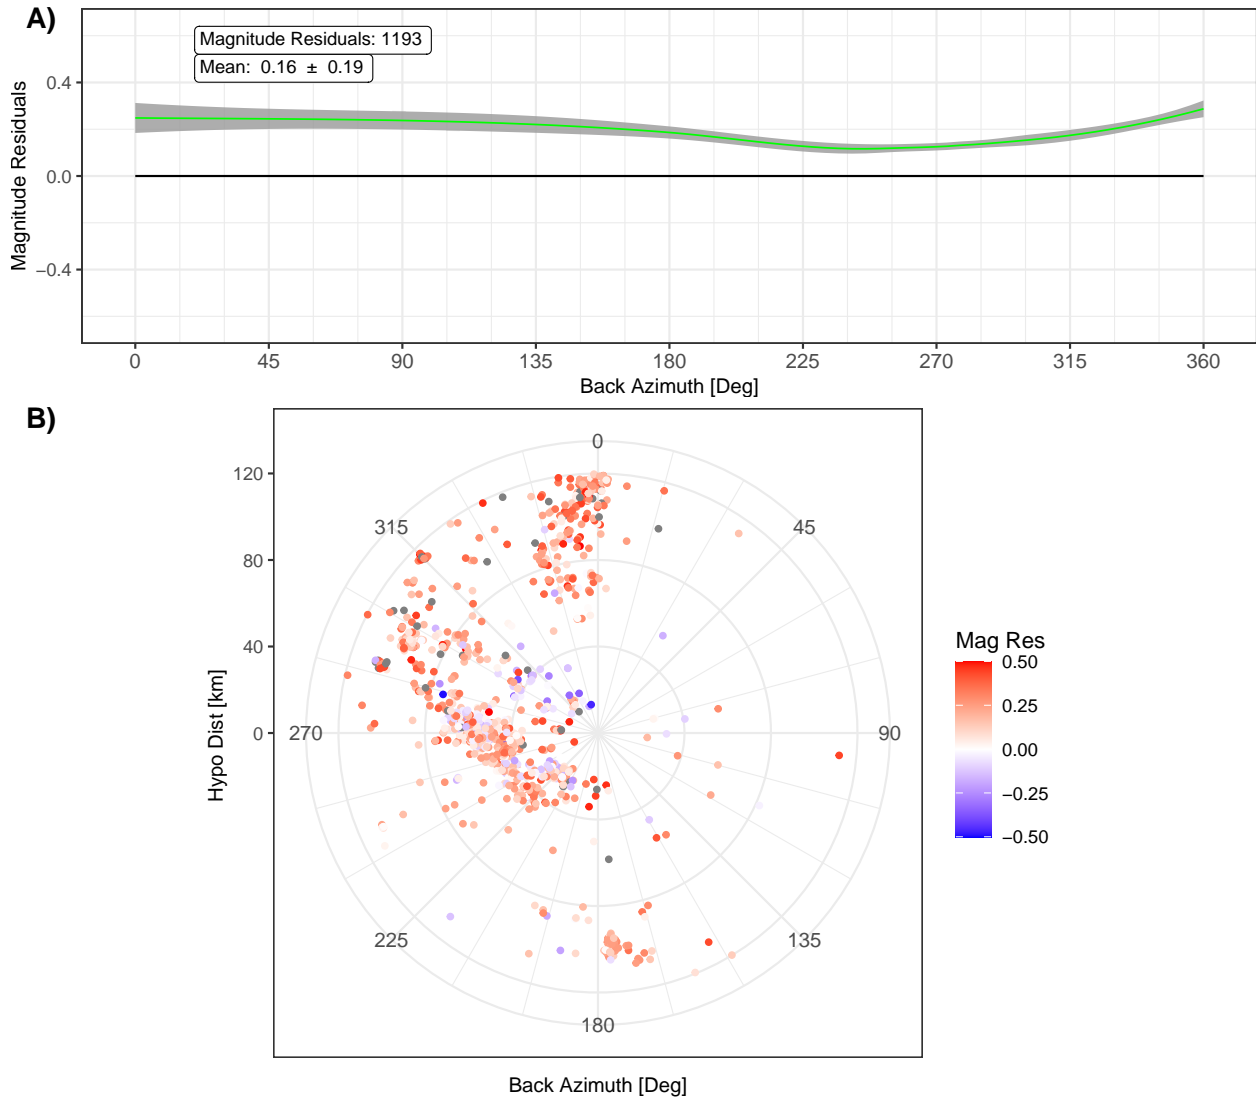 A)
Magnitude Residuals: 1193
Mean:  0.16  ±  0.19
0.4
0.0
−0.4
Magnitude Residuals
0 45 90 135 180 225 270 315 360
Back Azimuth [Deg]
B)
0
45
90
135
180
225
270
315
120
80
40
0
Hypo Dist [km]
Back Azimuth [Deg]
Mag Res
0.50
0.25
0.00
−0.25
−0.50